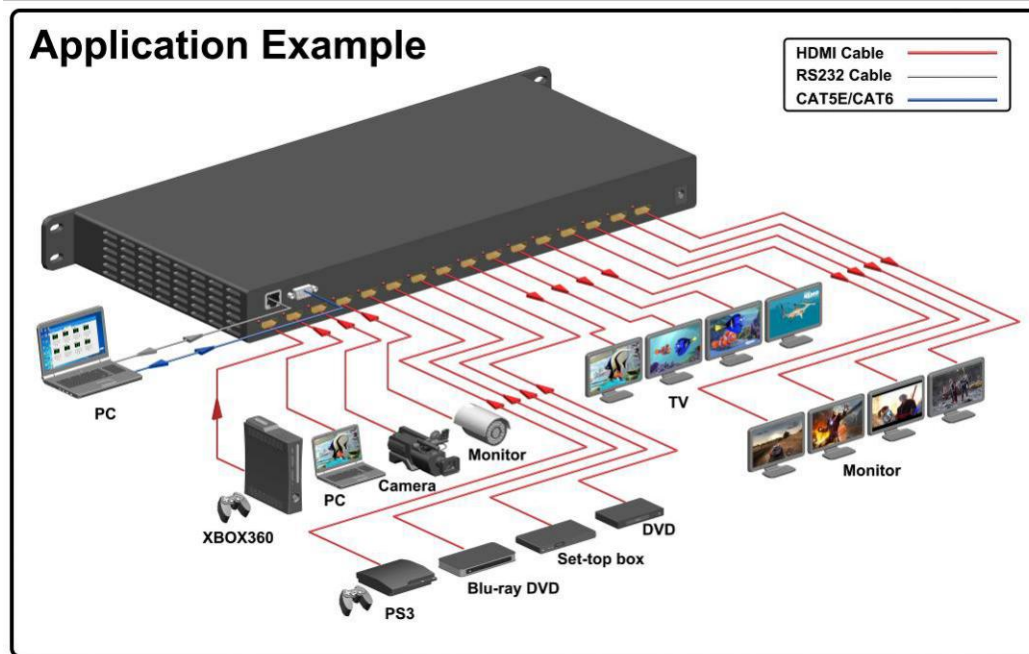 Application Example
HDMI Cable
RS232 Cable
CAT5E/CAT6
PC
XBOX360
PC
Camera
Monitor
TV
Monitor
PS3
Blu-ray DVD
Set-top box
DVD